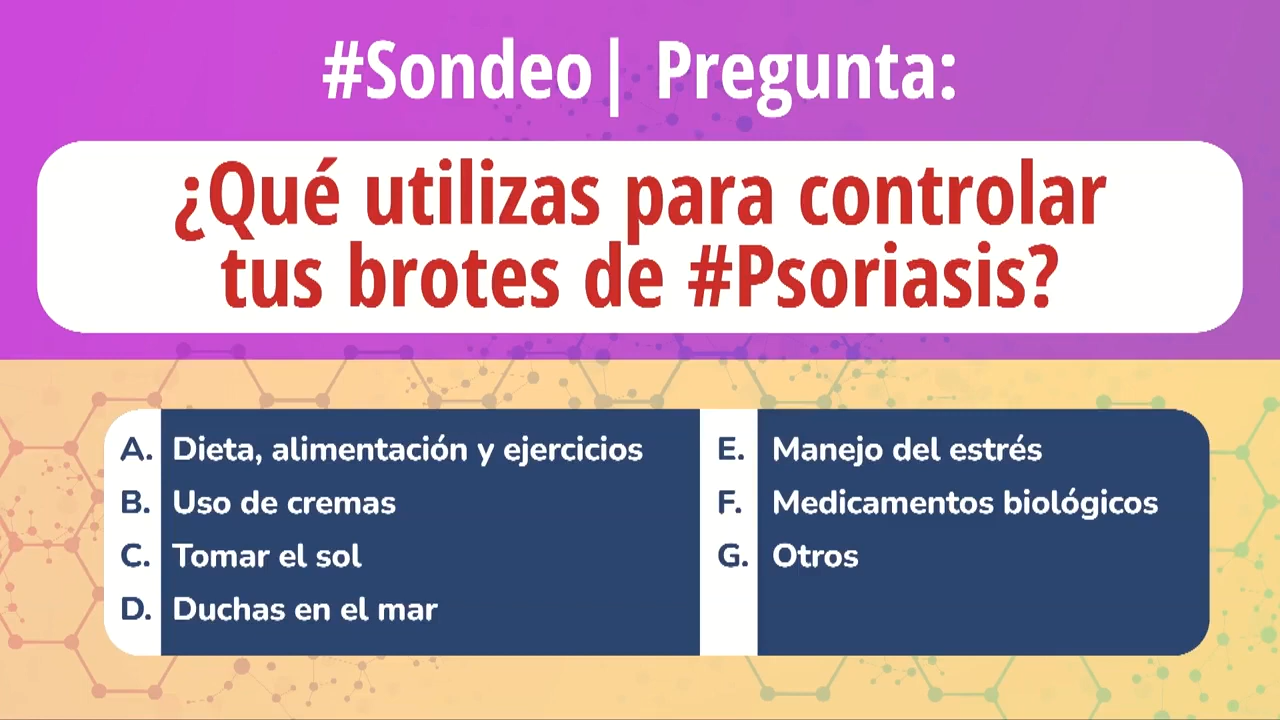 #Sondeo| Pregunta:
¿Qué utilizas para controlar
tus brotes de #Psoriasis?
A. Dieta, alimentación y ejercicios
B. Uso de cremas
C. Tomar el sol
D. Duchas en el mar
E. Manejo del estrés
F. Medicamentos biológicos
G. Otros